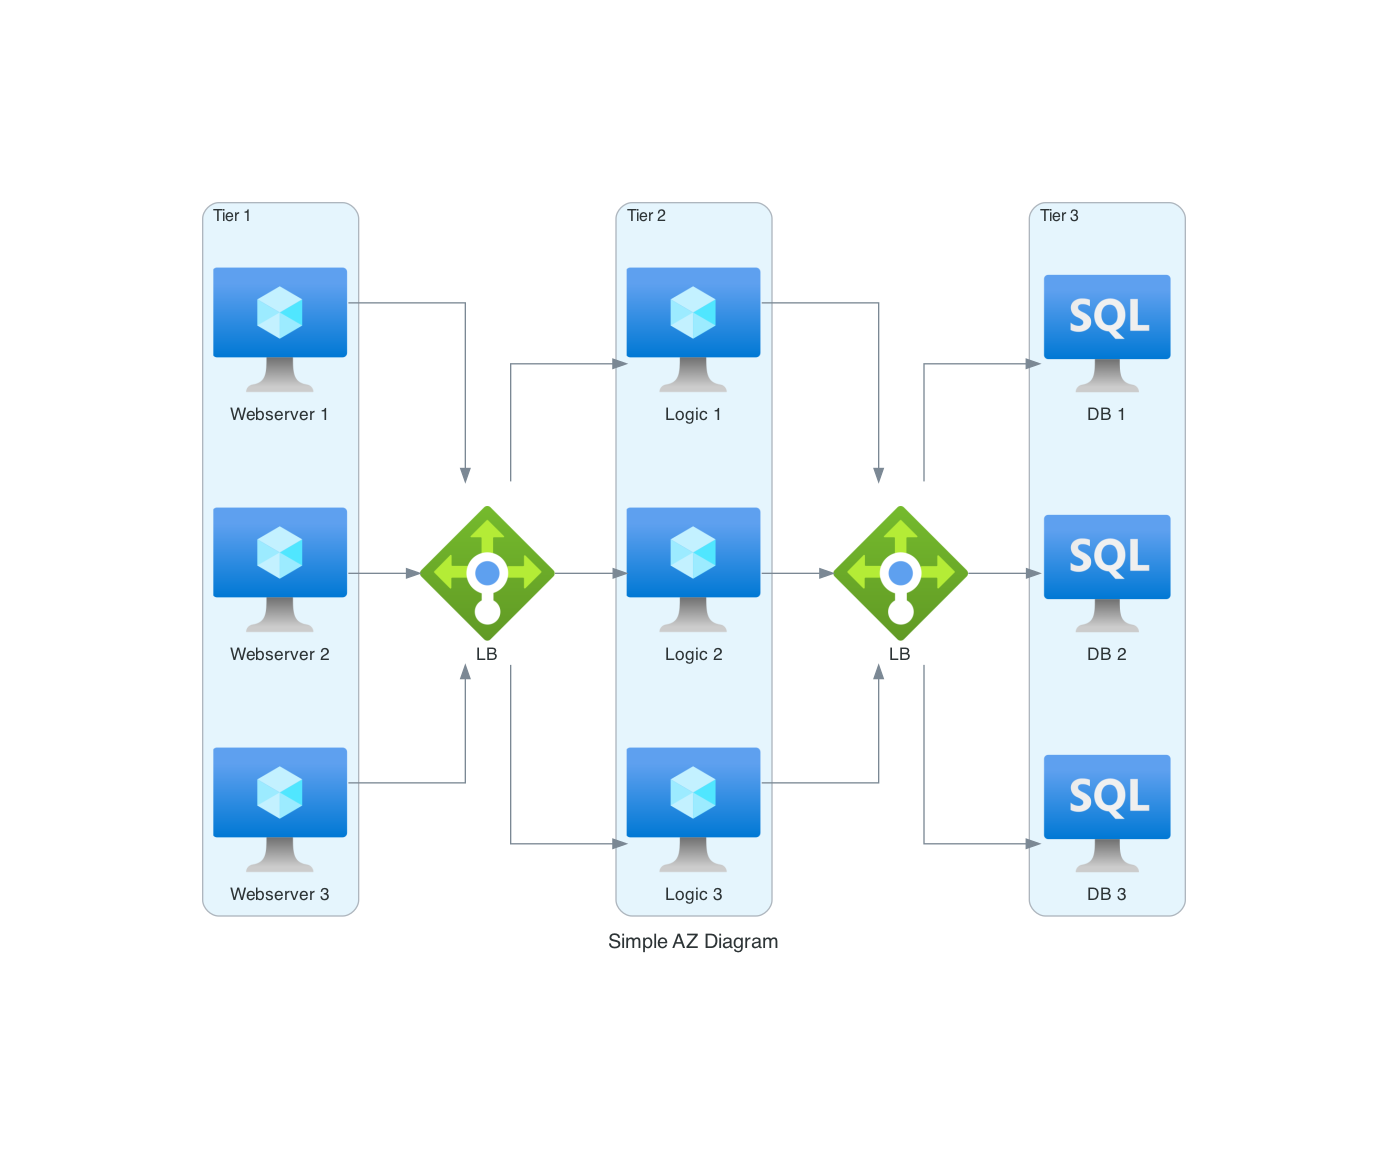 Tier 1
Webserver 1
Webserver 2
Webserver 3
LB
Tier 2
Logic 1
Logic 2
Logic 3
LB
Tier 3
SQL
DB 1
SQL
DB 2
SQL
DB 3
Simple AZ Diagram